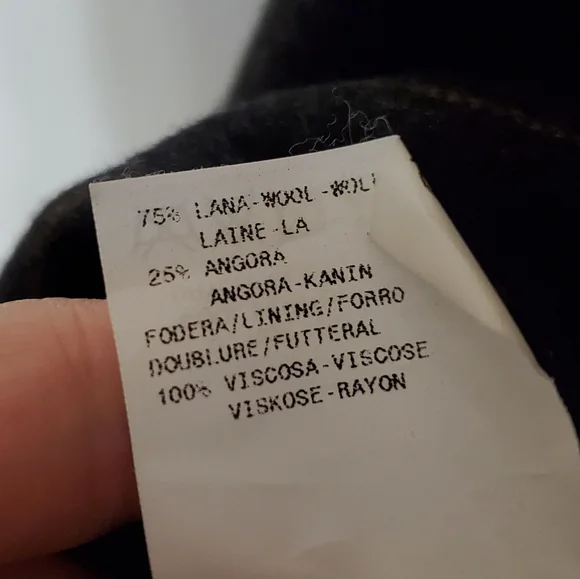 75% LANA-WOOL-WOLL
LAINE-LA
25% ANGORA
ANGORA-KANIN
FODERA/LINING/FORRO
DOUBLURE/FUTTERAL
100% VISCOSA-VISCOSE
VISKOSE-RAYON